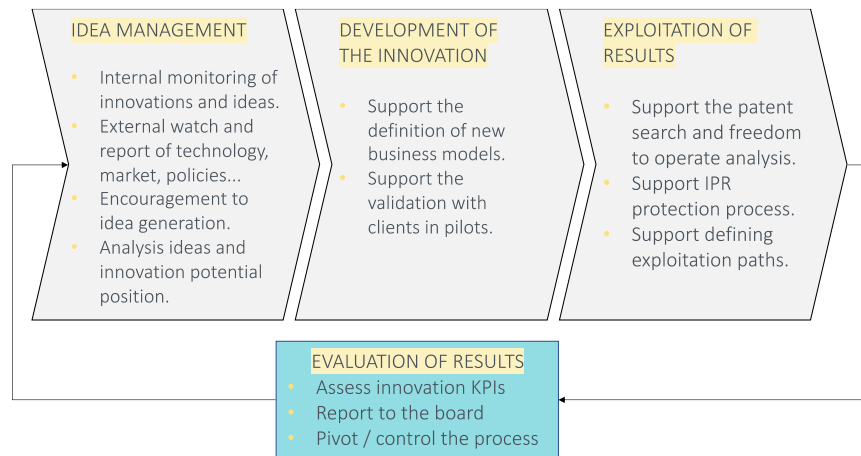 IDEA MANAGEMENT
• Internal monitoring of
innovations and ideas.
• External watch and
report of technology,
market, policies...
• Encouragement to
idea generation.
• Analysis ideas and
innovation potential
position.
DEVELOPMENT OF
THE INNOVATION
• Support the
definition of new
business models.
• Support the
validation with
clients in pilots.
EXPLOITATION OF
RESULTS
• Support the patent
search and freedom
to operate analysis.
• Support IPR
protection process.
• Support defining
exploitation paths.
EVALUATION OF RESULTS
• Assess innovation KPIs
• Report to the board
• Pivot / control the process